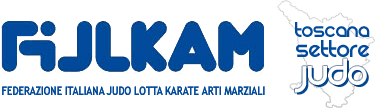 FIJLKAM
FEDERAZIONE ITALIANA JUDO LOTTA KARATE ARTI MARZIALI
toscana
settore
judo